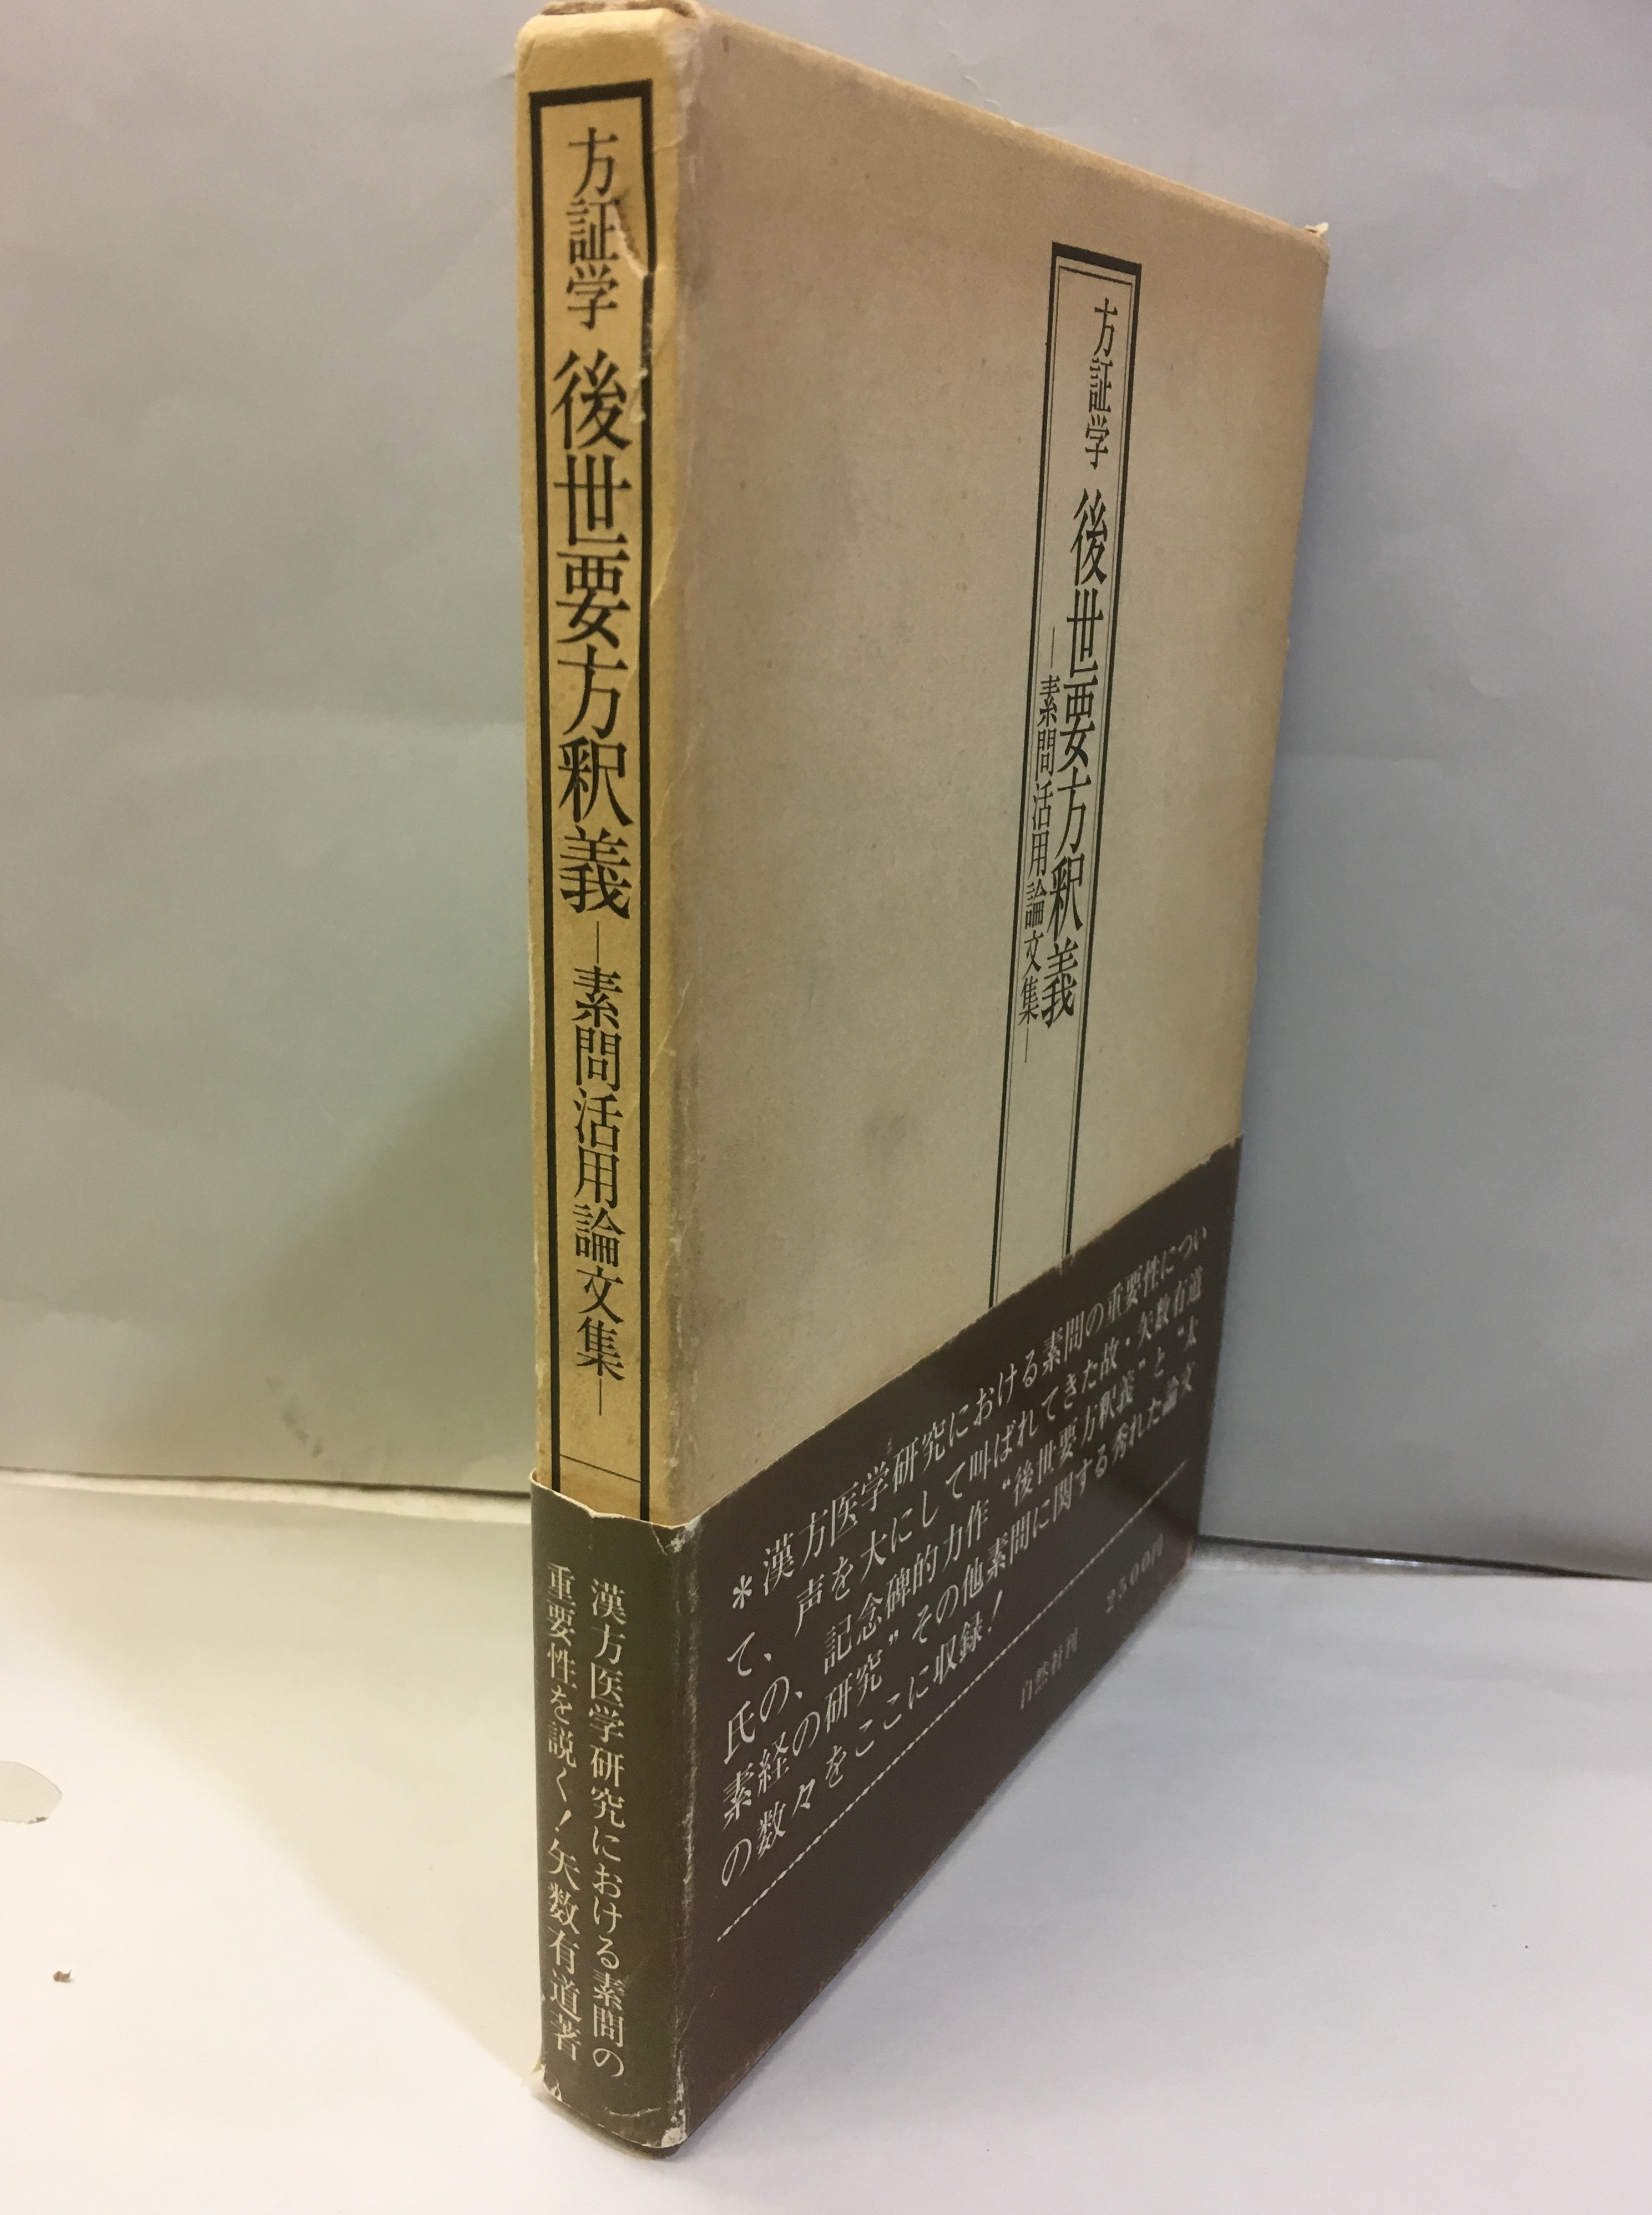 方証学 後世要方釈義―素問活用論文集―
漢方医学研究における素問の
重要性を説く!矢数有道著
方証学 後世要方釈義
―素問活用論文集―
*漢方医学研究における素問の重要性につい
て、声を大にして叫ばれてきた故・矢数有道
氏の、記念碑的力作“後世要方釈義”と“太
素経の研究”その他素問に関する秀れた論文
の数々をここに収録!
2500円